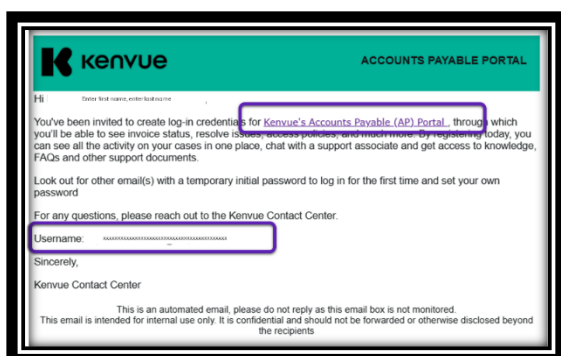 kenvue
ACCOUNTS PAYABLE PORTAL
Hi Enter first name, enter last name ,
You've been invited to create log-in credentials for Kenvue's Accounts Payable (AP) Portal , through which
you'll be able to see invoice status, resolve issues, access policies, and much more. By registering today, you
can see all the activity on your cases in one place, chat with a support associate and get access to knowledge,
FAQs and other support documents.
Look out for other email(s) with a temporary initial password to log in for the first time and set your own
password
For any questions, please reach out to the Kenvue Contact Center.
Username:
Sincerely,
Kenvue Contact Center
This is an automated email, please do not reply as this email box is not monitored.
This email is intended for internal use only. It is confidential and should not be forwarded or otherwise disclosed beyond
the recipients